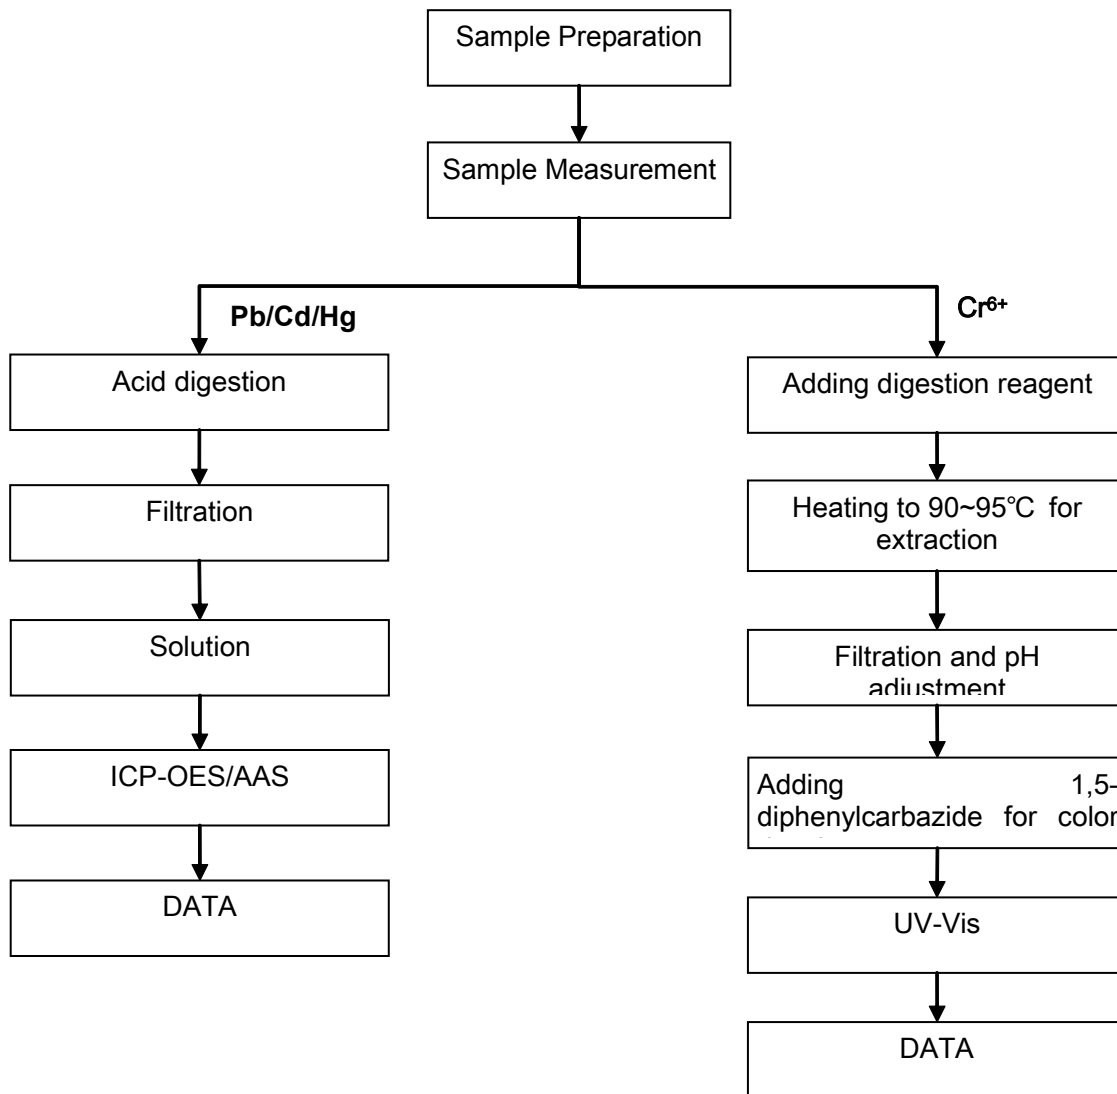 Sample Preparation
Sample Measurement
Pb/Cd/Hg
Cr⁶⁺
Acid digestion
Filtration
Solution
ICP-OES/AAS
DATA
Adding digestion reagent
Heating to 90~95℃ for
extraction
Filtration and pH
adjustment
Adding 1,5-
diphenylcarbazide for color
UV-Vis
DATA